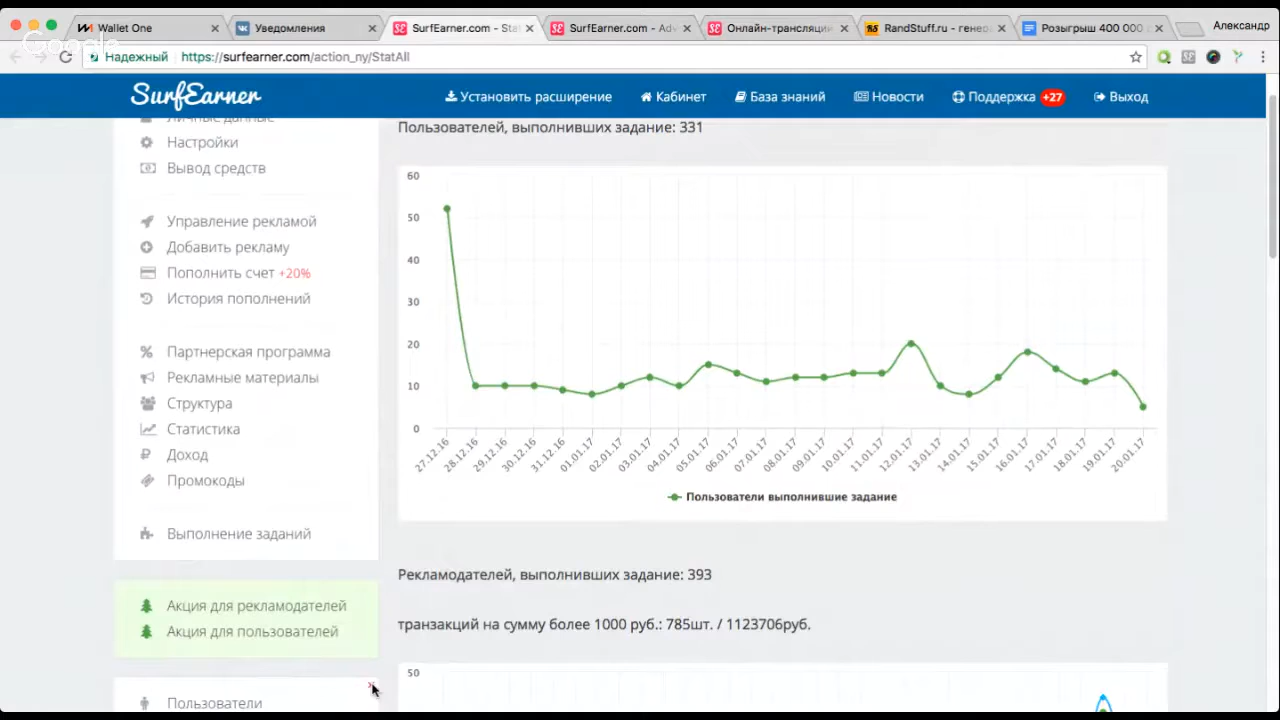 Wallet One
Уведомления
SurfEarner.com - Sta
SurfEarner.com - Adv
Онлайн-трансляции
RandStuff.ru - генера
Розыгрыш 400 000
Александр
Google
Надежный
https://surfearner.com/action_ny/StatAll
SurfEarner
Установить расширение
Кабинет
База знаний
Новости
Поддержка +27
Выход
Личные данные
Настройки
Вывод средств
Управление рекламой
Добавить рекламу
Пополнить счет +20%
История пополнений
Партнерская программа
Рекламные материалы
Структура
Статистика
Доход
Промокоды
Выполнение заданий
Акция для рекламодателей
Акция для пользователей
Пользователи
Пользователей, выполнивших задание: 331
60
50
40
30
20
10
0
27.12.16
28.12.16
29.12.16
30.12.16
31.12.16
01.01.17
02.01.17
03.01.17
04.01.17
05.01.17
06.01.17
07.01.17
08.01.17
09.01.17
10.01.17
11.01.17
12.01.17
13.01.17
14.01.17
15.01.17
16.01.17
17.01.17
18.01.17
19.01.17
20.01.17
Пользователи выполнившие задание
Рекламодателей, выполнивших задание: 393
транзакций на сумму более 1000 руб.: 785шт. / 1123706руб.
50